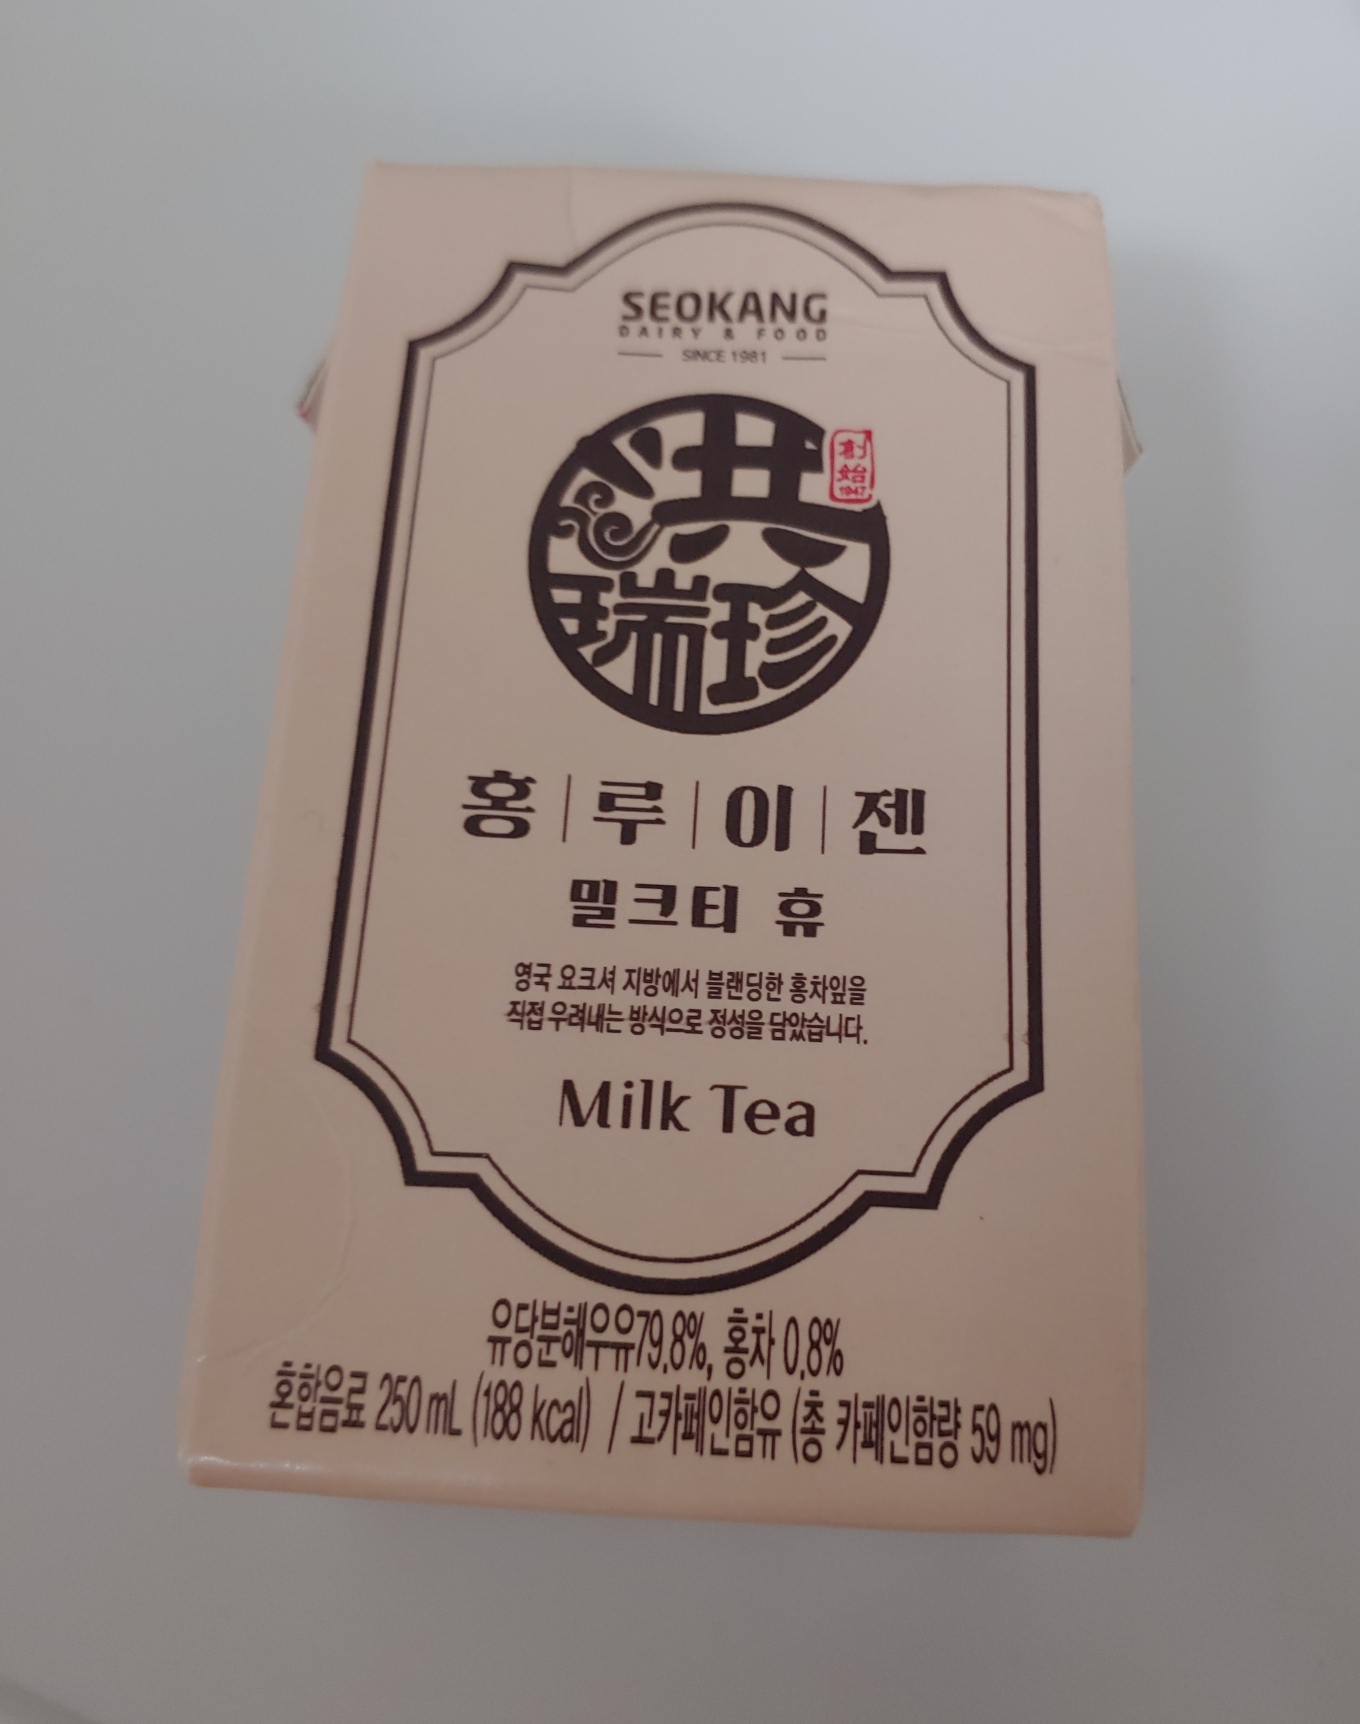 SEOKANG
DAIRY & FOOD
SINCE 1981
洪
創始
1947
瑞珍
홍루이젠
밀크티 휴
영국 요크셔 지방에서 블랜딩한 홍차잎을
직접 우려내는 방식으로 정성을 담았습니다.
Milk Tea
유당분해우유79.8%, 홍차 0.8%
혼합음료 250 mL (188 kcal) / 고카페인함유 (총 카페인함량 59 mg)